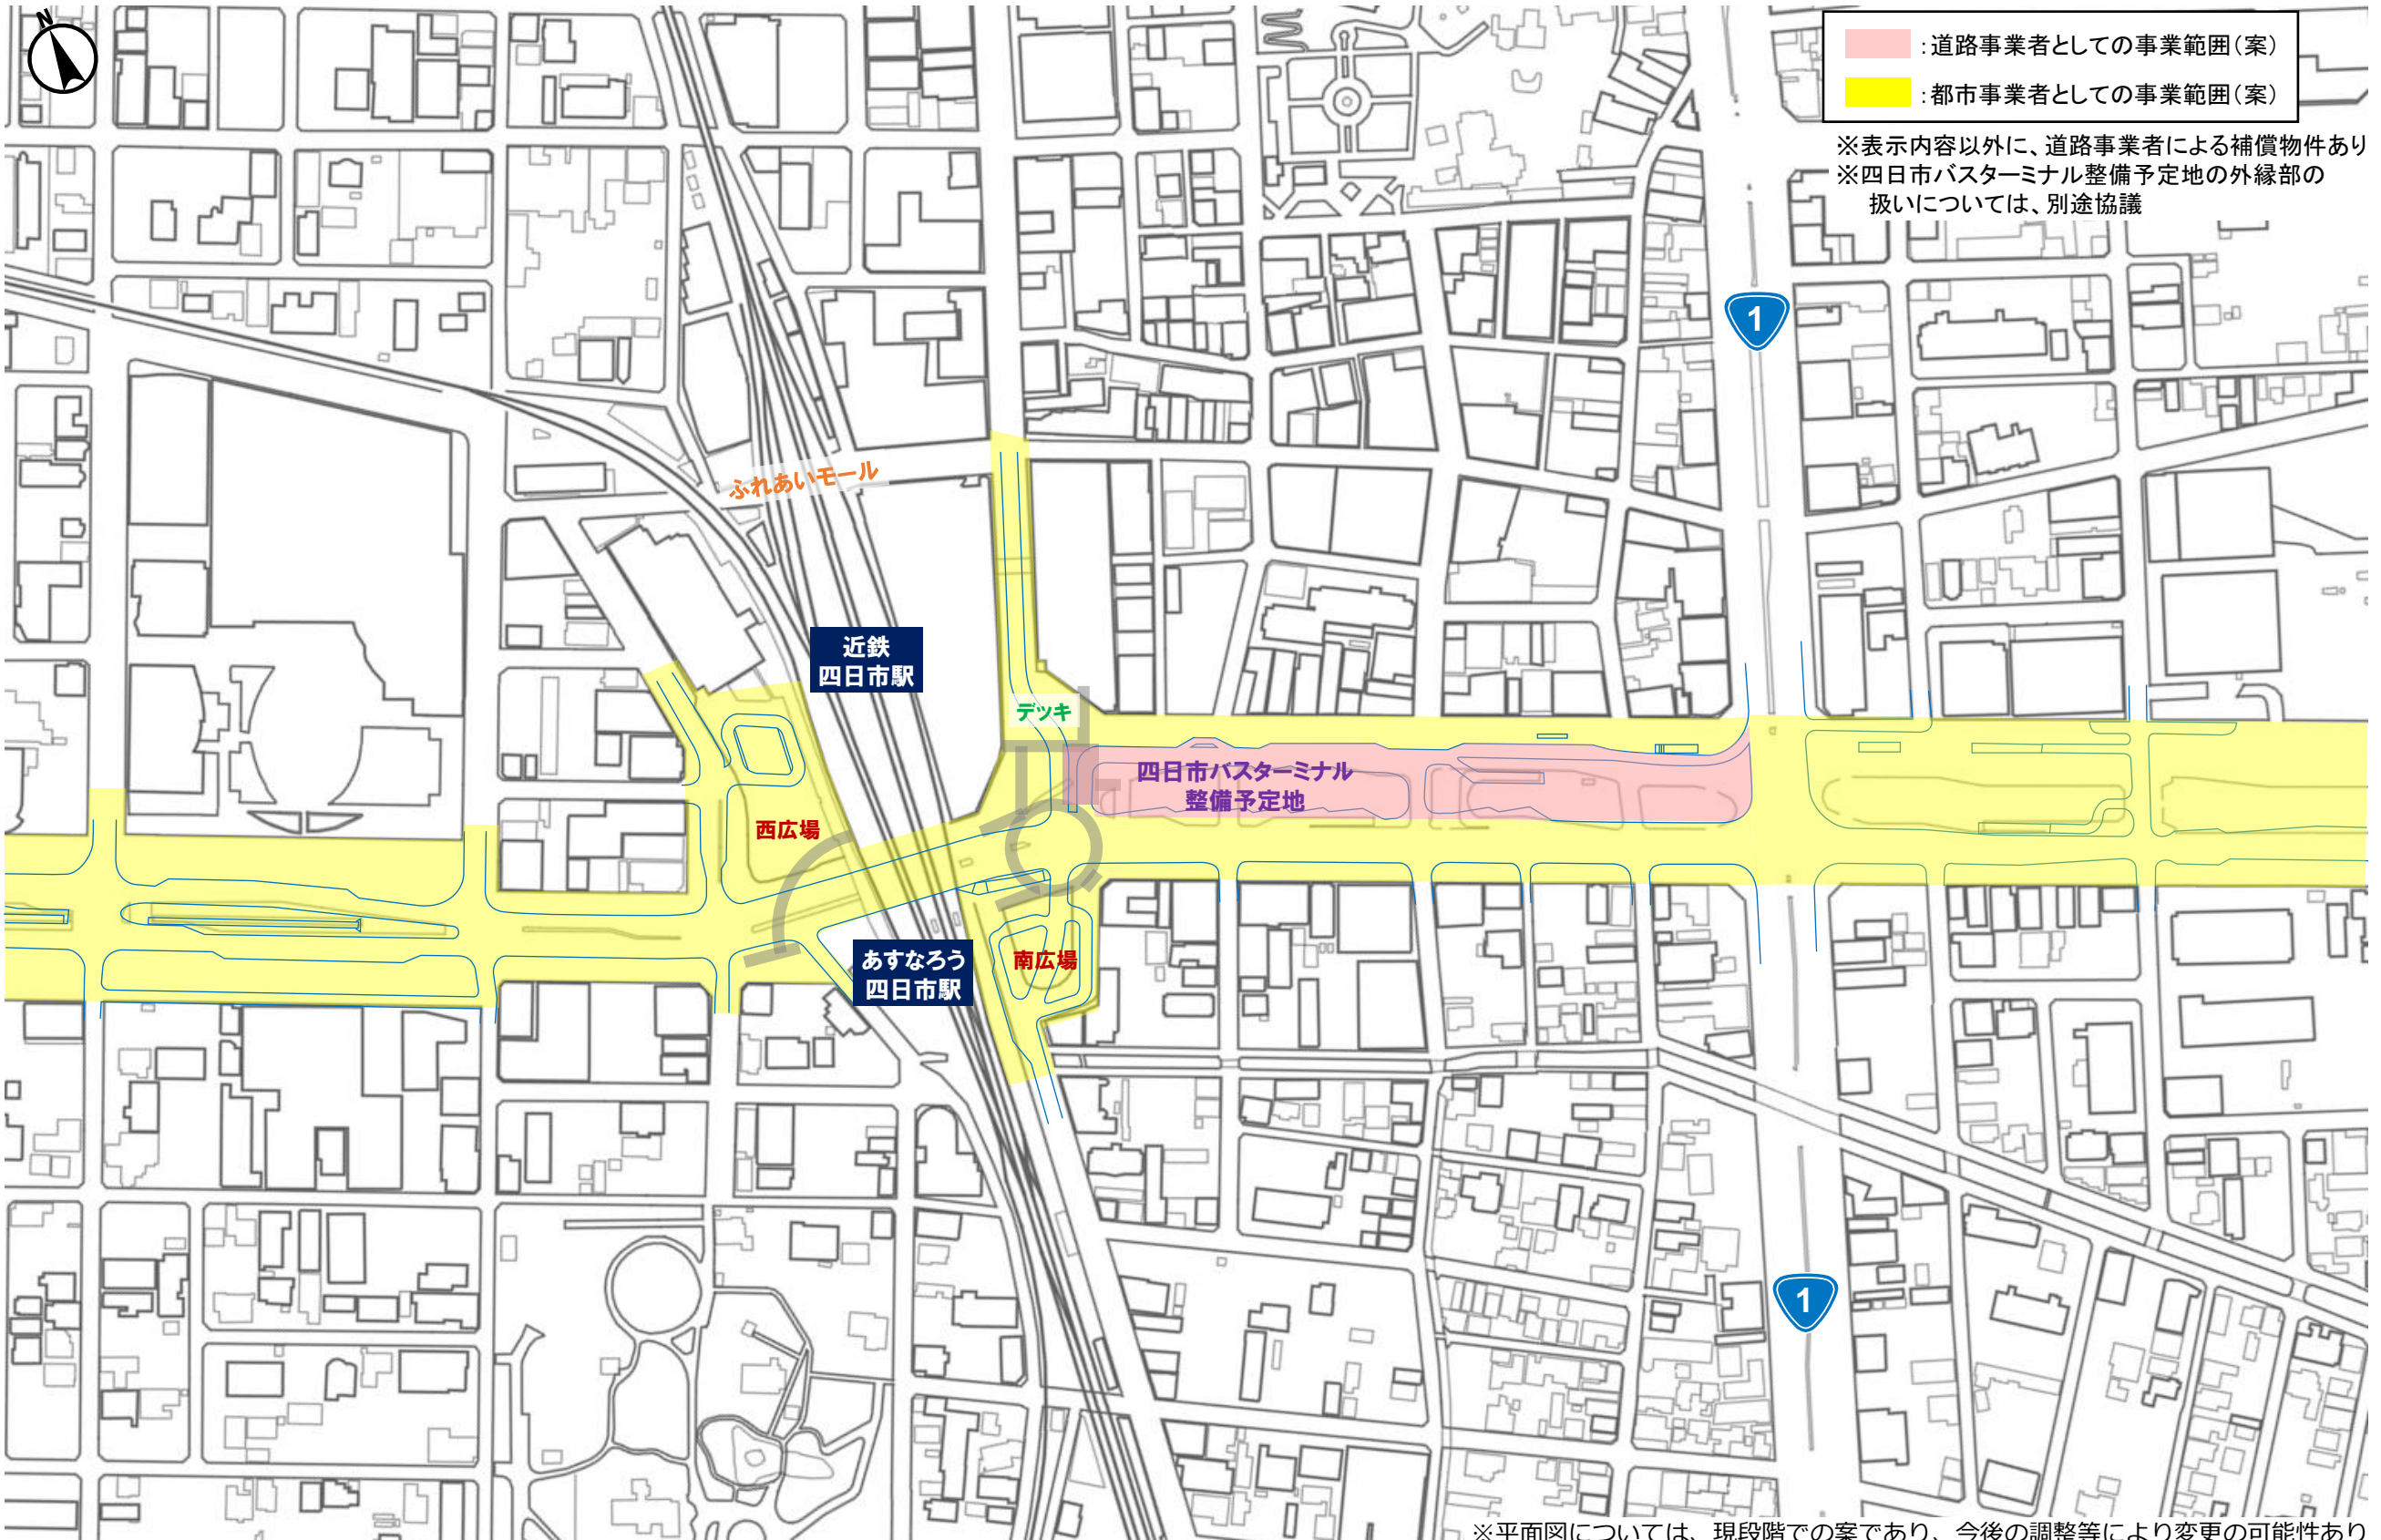 N
：道路事業者としての事業範囲（案）
：都市事業者としての事業範囲（案）
※表示内容以外に、道路事業者による補償物件あり
※四日市バスターミナル整備予定地の外縁部の
扱いについては、別途協議
1
ふれあいモール
近鉄
四日市駅
デッキ
四日市バスターミナル
整備予定地
西広場
あすなろう
四日市駅
南広場
1
※平面図については、現段階での案であり、今後の調整等により変更の可能性あり